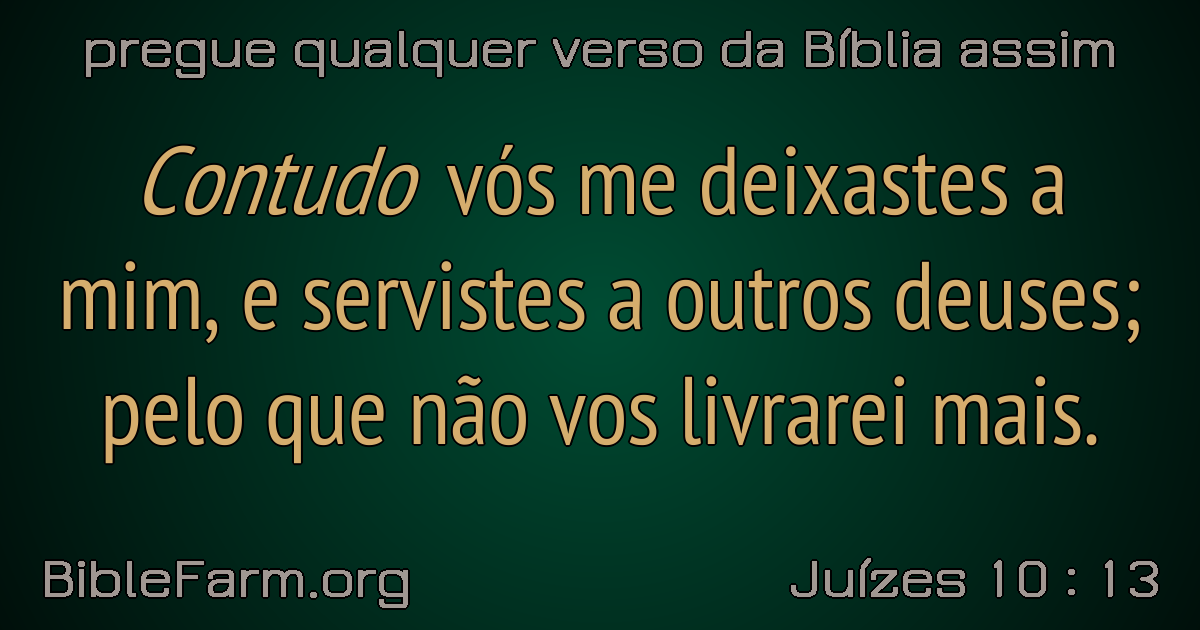 pregue qualquer verso da Bíblia assim
Contudo vós me deixastes a
mim, e servistes a outros deuses;
pelo que não vos livrarei mais.
BibleFarm.org
Juízes 10 : 13